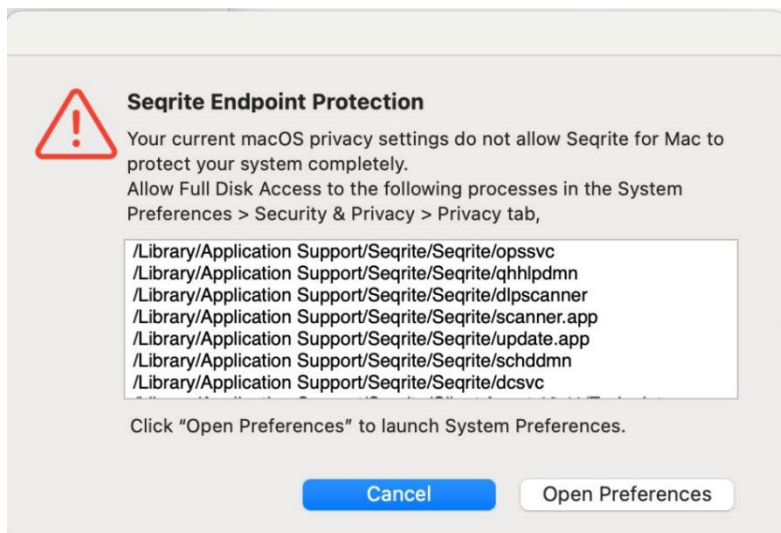 Seqrite Endpoint Protection
Your current macOS privacy settings do not allow Seqrite for Mac to
protect your system completely.
Allow Full Disk Access to the following processes in the System
Preferences > Security & Privacy > Privacy tab,
/Library/Application Support/Seqrite/Seqrite/opssvc
/Library/Application Support/Seqrite/Seqrite/qhhlpdmn
/Library/Application Support/Seqrite/Seqrite/dlpscanner
/Library/Application Support/Seqrite/Seqrite/scanner.app
/Library/Application Support/Seqrite/Seqrite/update.app
/Library/Application Support/Seqrite/Seqrite/schddmn
/Library/Application Support/Seqrite/Seqrite/dcsvc
Click "Open Preferences" to launch System Preferences.
Cancel
Open Preferences